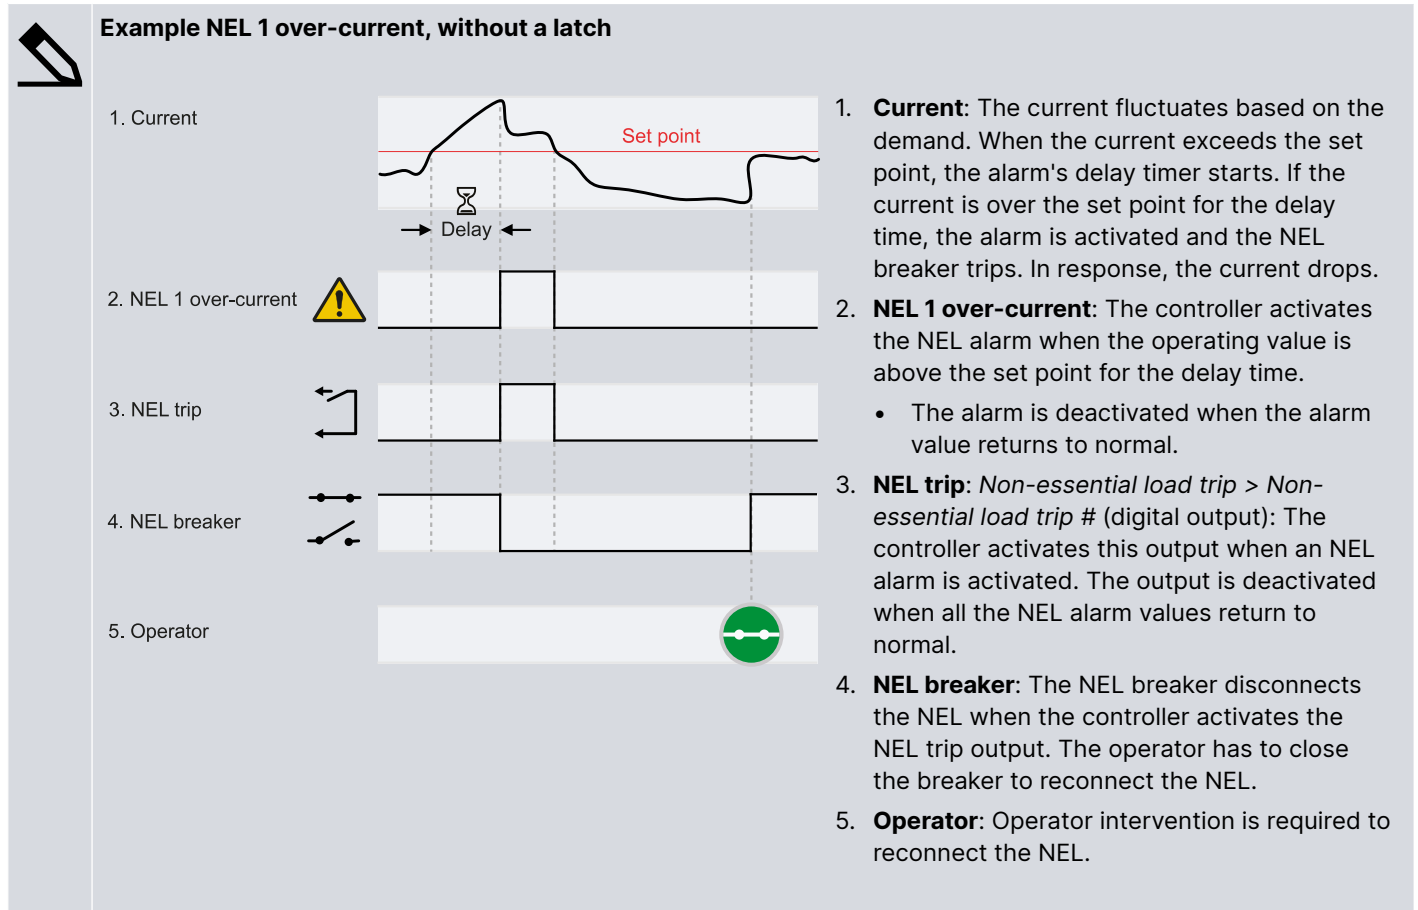 Example NEL 1 over-current, without a latch
1. Current
Set point
Delay
2. NEL 1 over-current
3. NEL trip
4. NEL breaker
5. Operator
1. Current: The current fluctuates based on the
demand. When the current exceeds the set
point, the alarm's delay timer starts. If the
current is over the set point for the delay
time, the alarm is activated and the NEL
breaker trips. In response, the current drops.
2. NEL 1 over-current: The controller activates
the NEL alarm when the operating value is
above the set point for the delay time.
• The alarm is deactivated when the alarm
value returns to normal.
3. NEL trip: Non-essential load trip > Non-
essential load trip # (digital output): The
controller activates this output when an NEL
alarm is activated. The output is deactivated
when all the NEL alarm values return to
normal.
4. NEL breaker: The NEL breaker disconnects
the NEL when the controller activates the
NEL trip output. The operator has to close
the breaker to reconnect the NEL.
5. Operator: Operator intervention is required to
reconnect the NEL.